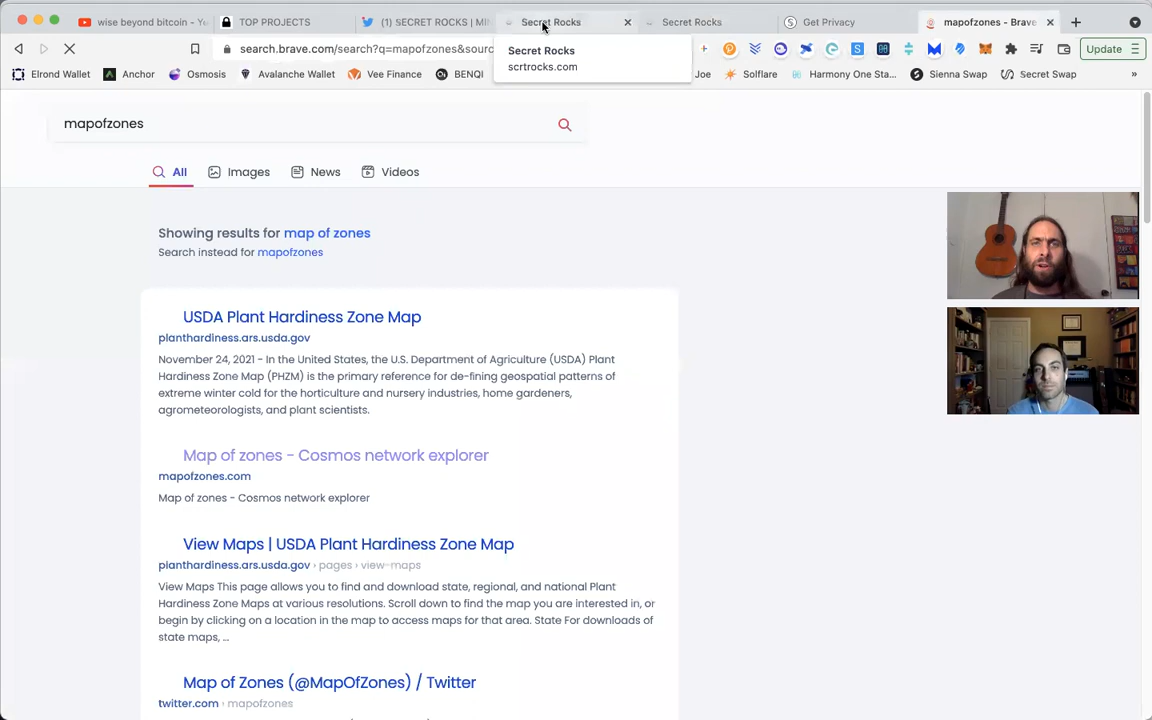 wise beyond bitcoin - Yo
TOP PROJECTS
(1) SECRET ROCKS | MIN
Secret Rocks
Secret Rocks
Get Privacy
mapofzones - Brave
search.brave.com/search?q=mapofzones&sourc
Update
Secret Rocks
scrtrocks.com
Elrond Wallet
Anchor
Osmosis
Avalanche Wallet
Vee Finance
BENQI
Joe
Solflare
Harmony One Sta...
Sienna Swap
Secret Swap
»
mapofzones
All
Images
News
Videos
Showing results for map of zones
Search instead for mapofzones
USDA Plant Hardiness Zone Map
planthardiness.ars.usda.gov
November 24, 2021 - In the United States, the U.S. Department of Agriculture (USDA) Plant
Hardiness Zone Map (PHZM) is the primary reference for de-fining geospatial patterns of
extreme winter cold for the horticulture and nursery industries, home gardeners,
agrometeorologists, and plant scientists.
Map of zones - Cosmos network explorer
mapofzones.com
Map of zones - Cosmos network explorer
View Maps | USDA Plant Hardiness Zone Map
planthardiness.ars.usda.gov › pages › view-maps
View Maps This page allows you to find and download state, regional, and national Plant
Hardiness Zone Maps at various resolutions. Scroll down to find the map you are interested in, or
begin by clicking on a location in the map to access maps for that area. State For downloads of
state maps, ...
Map of Zones (@MapOfZones) / Twitter
twitter.com › mapofzones